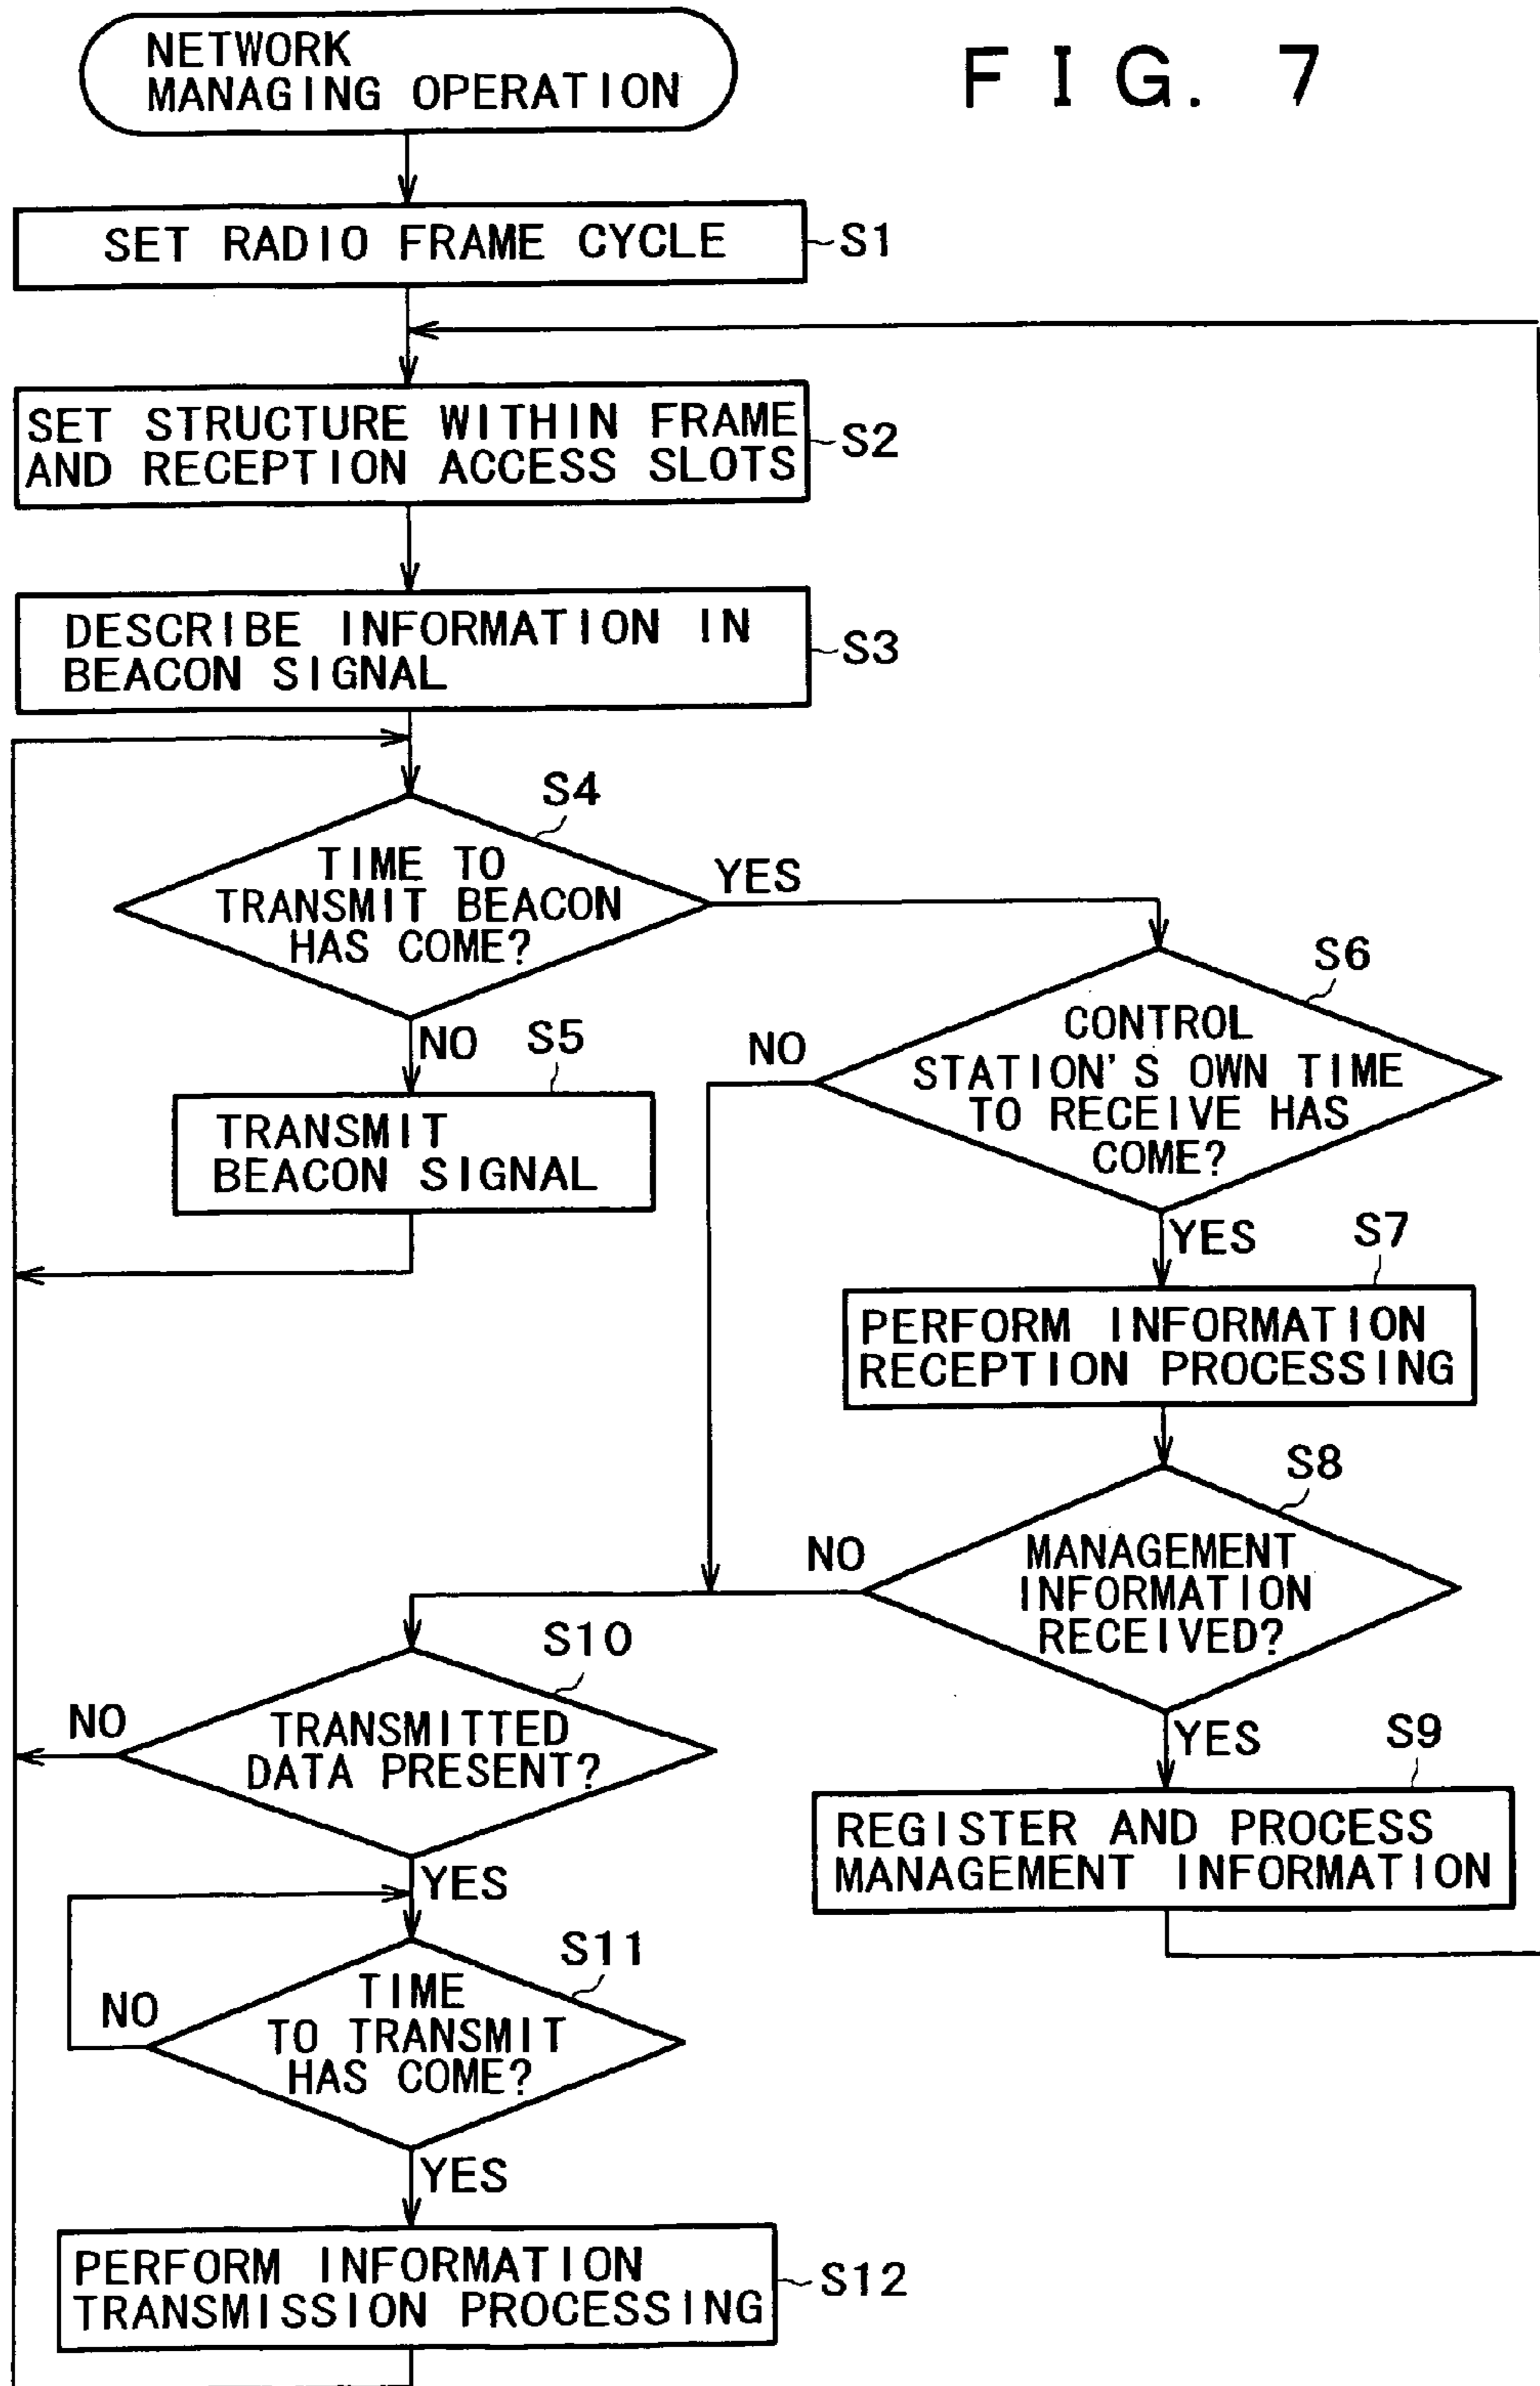 NETWORK
MANAGING OPERATION
FIG. 7
SET RADIO FRAME CYCLE
S1
SET STRUCTURE WITHIN FRAME
AND RECEPTION ACCESS SLOTS
S2
DESCRIBE INFORMATION IN
BEACON SIGNAL
S3
S4
TIME TO
TRANSMIT BEACON
HAS COME?
YES
NO
S5
TRANSMIT
BEACON SIGNAL
S6
CONTROL
STATION'S OWN TIME
TO RECEIVE HAS
COME?
NO
YES
S7
PERFORM INFORMATION
RECEPTION PROCESSING
S8
MANAGEMENT
INFORMATION
RECEIVED?
NO
YES
S9
REGISTER AND PROCESS
MANAGEMENT INFORMATION
S10
TRANSMITTED
DATA PRESENT?
NO
YES
S11
TIME
TO TRANSMIT
HAS COME?
NO
YES
PERFORM INFORMATION
TRANSMISSION PROCESSING
S12